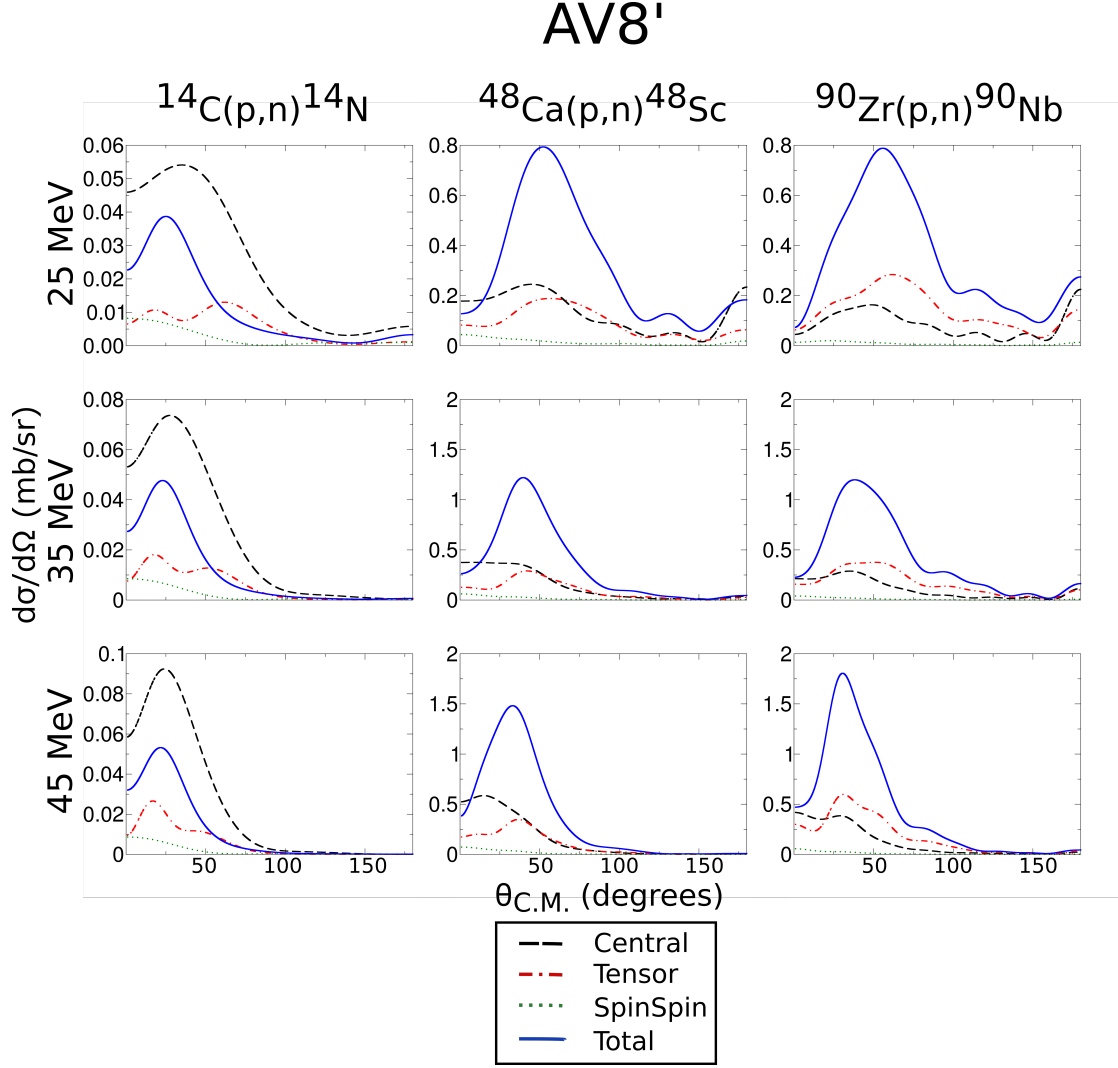 AV8'
14C(p,n)14N 48Ca(p,n)48Sc 90Zr(p,n)90Nb
25 MeV
0.06 0.05 0.04 0.03 0.02 0.01 0.00
0.8 0.6 0.4 0.2 0
0.8 0.6 0.4 0.2 0
dσ/dΩ (mb/sr)
35 MeV
0.08 0.06 0.04 0.02 0
2 1.5 1 0.5 0
2 1.5 1 0.5 0
45 MeV
0.1 0.08 0.06 0.04 0.02 0
2 1.5 1 0.5 0
2 1.5 1 0.5 0
50 100 150 50 100 150 50 100 150
θC.M. (degrees)
Central
Tensor
SpinSpin
Total